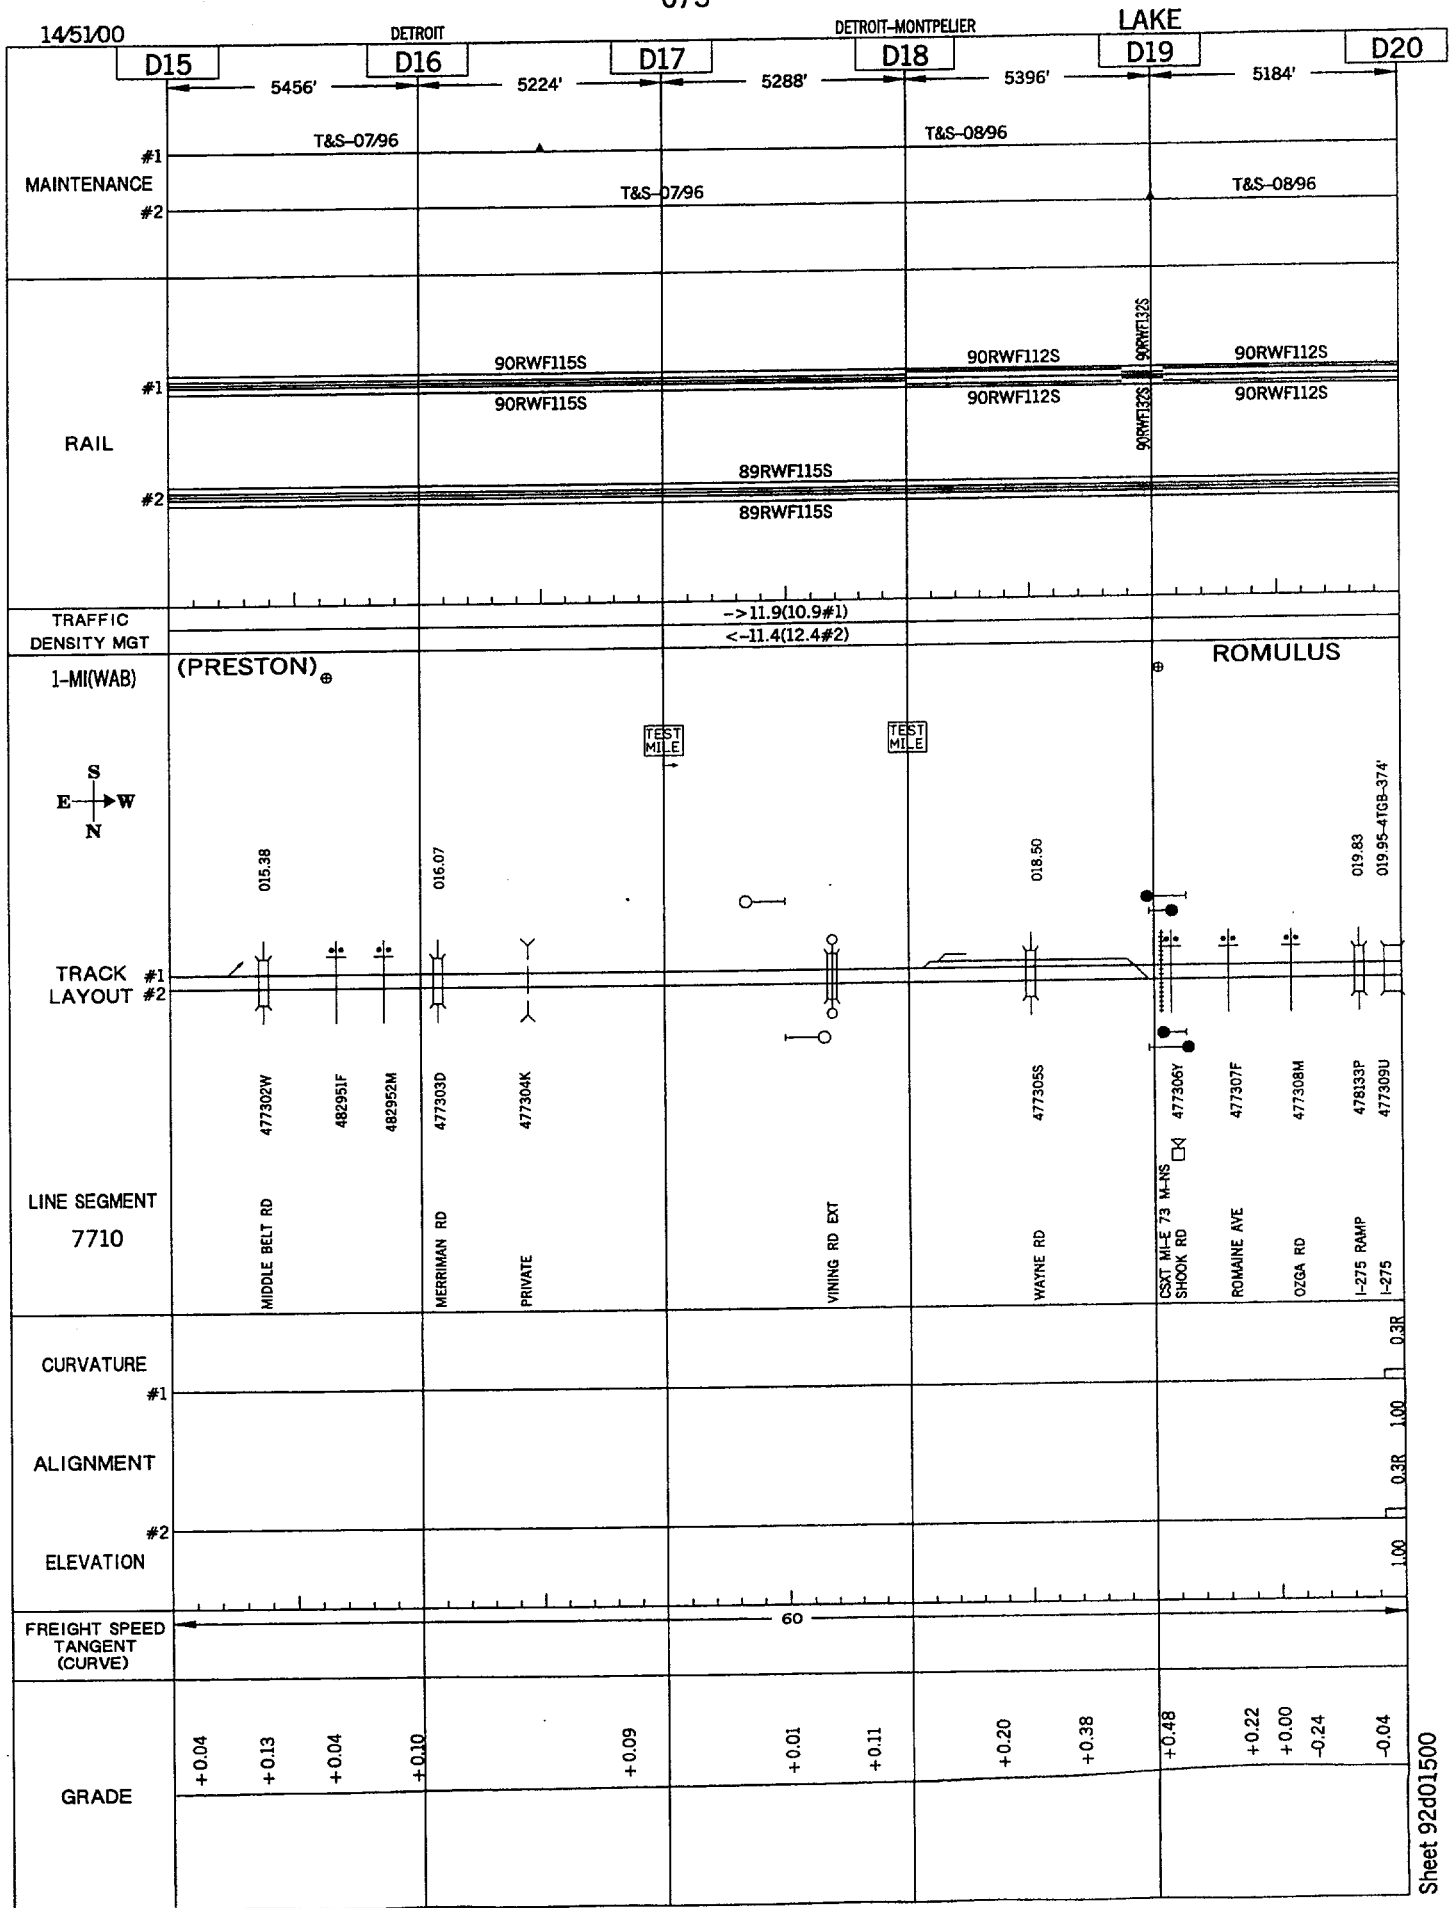 14/51/00
DETROIT
DETROIT-MONTPELIER
LAKE
D15
D16
D17
D18
D19
D20
5456'
5224'
5288'
5396'
5184'
MAINTENANCE
#1
T&S-07/96
T&S-08/96
#2
T&S-07/96
T&S-08/96
RAIL
#1
90RWF115S
90RWF112S
90RWF132S
90RWF112S
90RWF115S
90RWF112S
90RWF132S
90RWF112S
#2
89RWF115S
89RWF115S
TRAFFIC
DENSITY MGT
->11.9(10.9#1)
<-11.4(12.4#2)
1-MI(WAB)
(PRESTON)
ROMULUS
TEST
MILE
TEST
MILE
S
E W
N
015.38
016.07
018.50
019.83
019.95-4TGB-374'
TRACK #1
LAYOUT #2
477302W
482951F
482952M
477303D
477304K
477305S
477306Y
477307F
477308M
478133P
477309U
LINE SEGMENT
7710
MIDDLE BELT RD
MERRIMAN RD
PRIVATE
VINING RD EXT
WAYNE RD
CSXT MI-E 73 M-NS
SHOOK RD
ROMAINE AVE
OZGA RD
I-275 RAMP
I-275
CURVATURE
#1
0.3R
1.00
ALIGNMENT
#2
0.3R
1.00
ELEVATION
FREIGHT SPEED
TANGENT
(CURVE)
60
GRADE
+0.04
+0.13
+0.04
+0.10
+0.09
+0.01
+0.11
+0.20
+0.38
+0.48
+0.22
+0.00
-0.24
-0.04
Sheet 92d01500